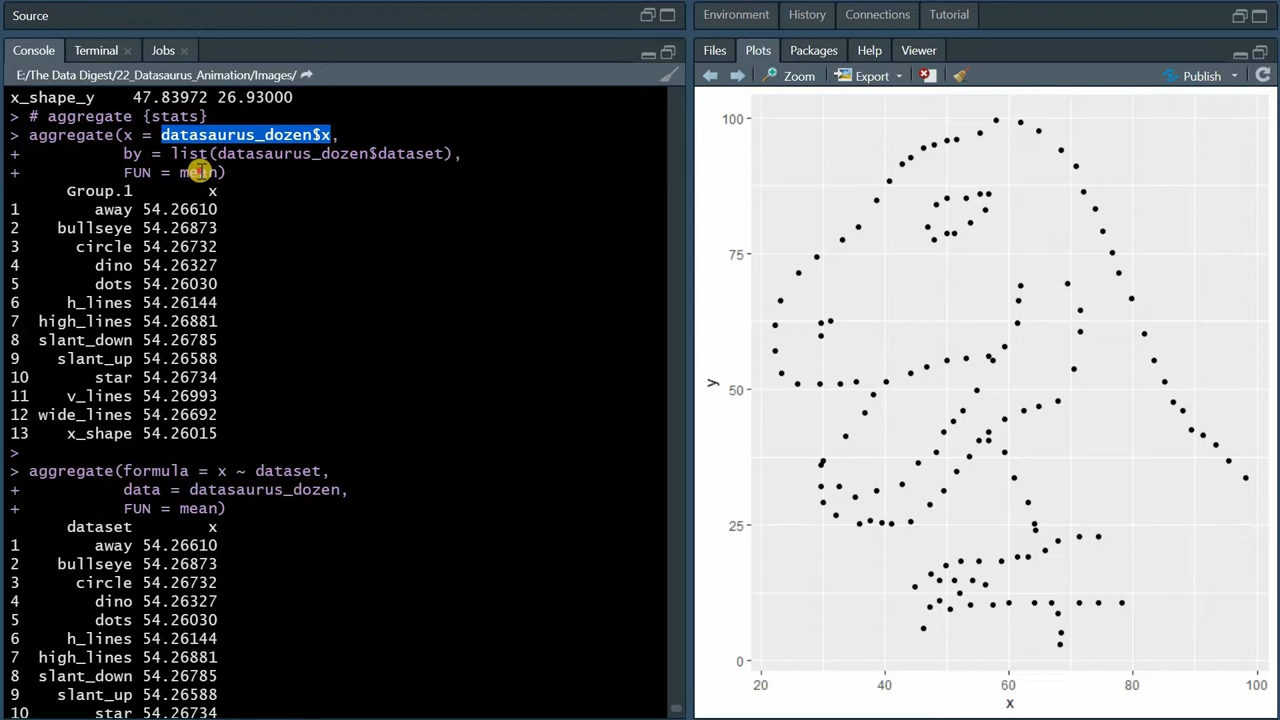 Source
Console Terminal Jobs
E:/The Data Digest/22_Datasaurus_Animation/Images/
x_shape_y 47.83972 26.93000
> # aggregate {stats}
> aggregate(x = datasaurus_dozen$x,
+ by = list(datasaurus_dozen$dataset),
+ FUN = mean)
Group.1 x
1 away 54.26610
2 bullseye 54.26873
3 circle 54.26732
4 dino 54.26327
5 dots 54.26030
6 h_lines 54.26144
7 high_lines 54.26881
8 slant_down 54.26785
9 slant_up 54.26588
10 star 54.26734
11 v_lines 54.26993
12 wide_lines 54.26692
13 x_shape 54.26015
>
> aggregate(formula = x ~ dataset,
+ data = datasaurus_dozen,
+ FUN = mean)
dataset x
1 away 54.26610
2 bullseye 54.26873
3 circle 54.26732
4 dino 54.26327
5 dots 54.26030
6 h_lines 54.26144
7 high_lines 54.26881
8 slant_down 54.26785
9 slant_up 54.26588
10 star 54.26734
Environment History Connections Tutorial
Files Plots Packages Help Viewer
Zoom Export Publish
100
75
50
25
0
y
20 40 60 80 100
x